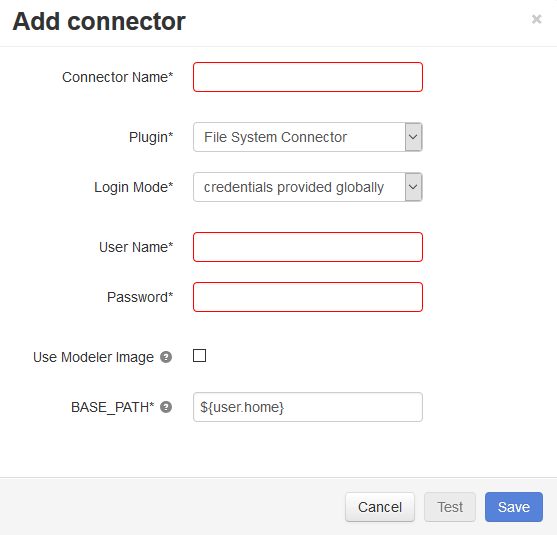 Add connector ×
Connector Name*
Plugin* File System Connector
Login Mode* credentials provided globally
User Name*
Password*
Use Modeler Image ?
BASE_PATH* ? ${user.home}
Cancel Test Save